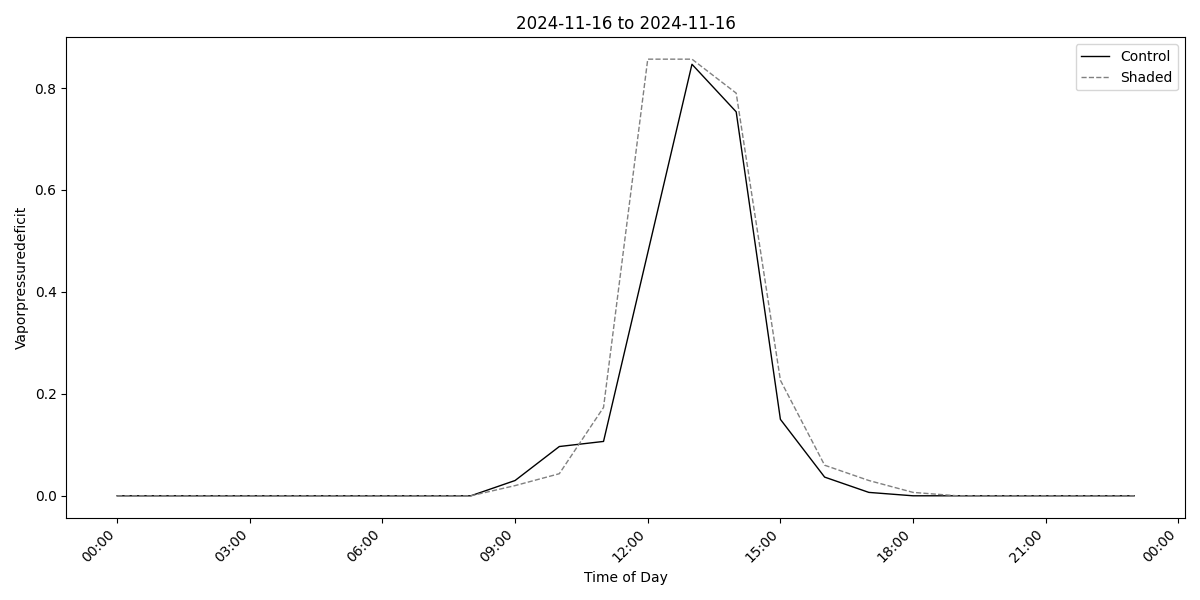 2024-11-16 to 2024-11-16
Control
Shaded
Vaporpressuredeficit
0.8
0.6
0.4
0.2
0.0
00:00
03:00
06:00
09:00
12:00
15:00
18:00
21:00
00:00
Time of Day